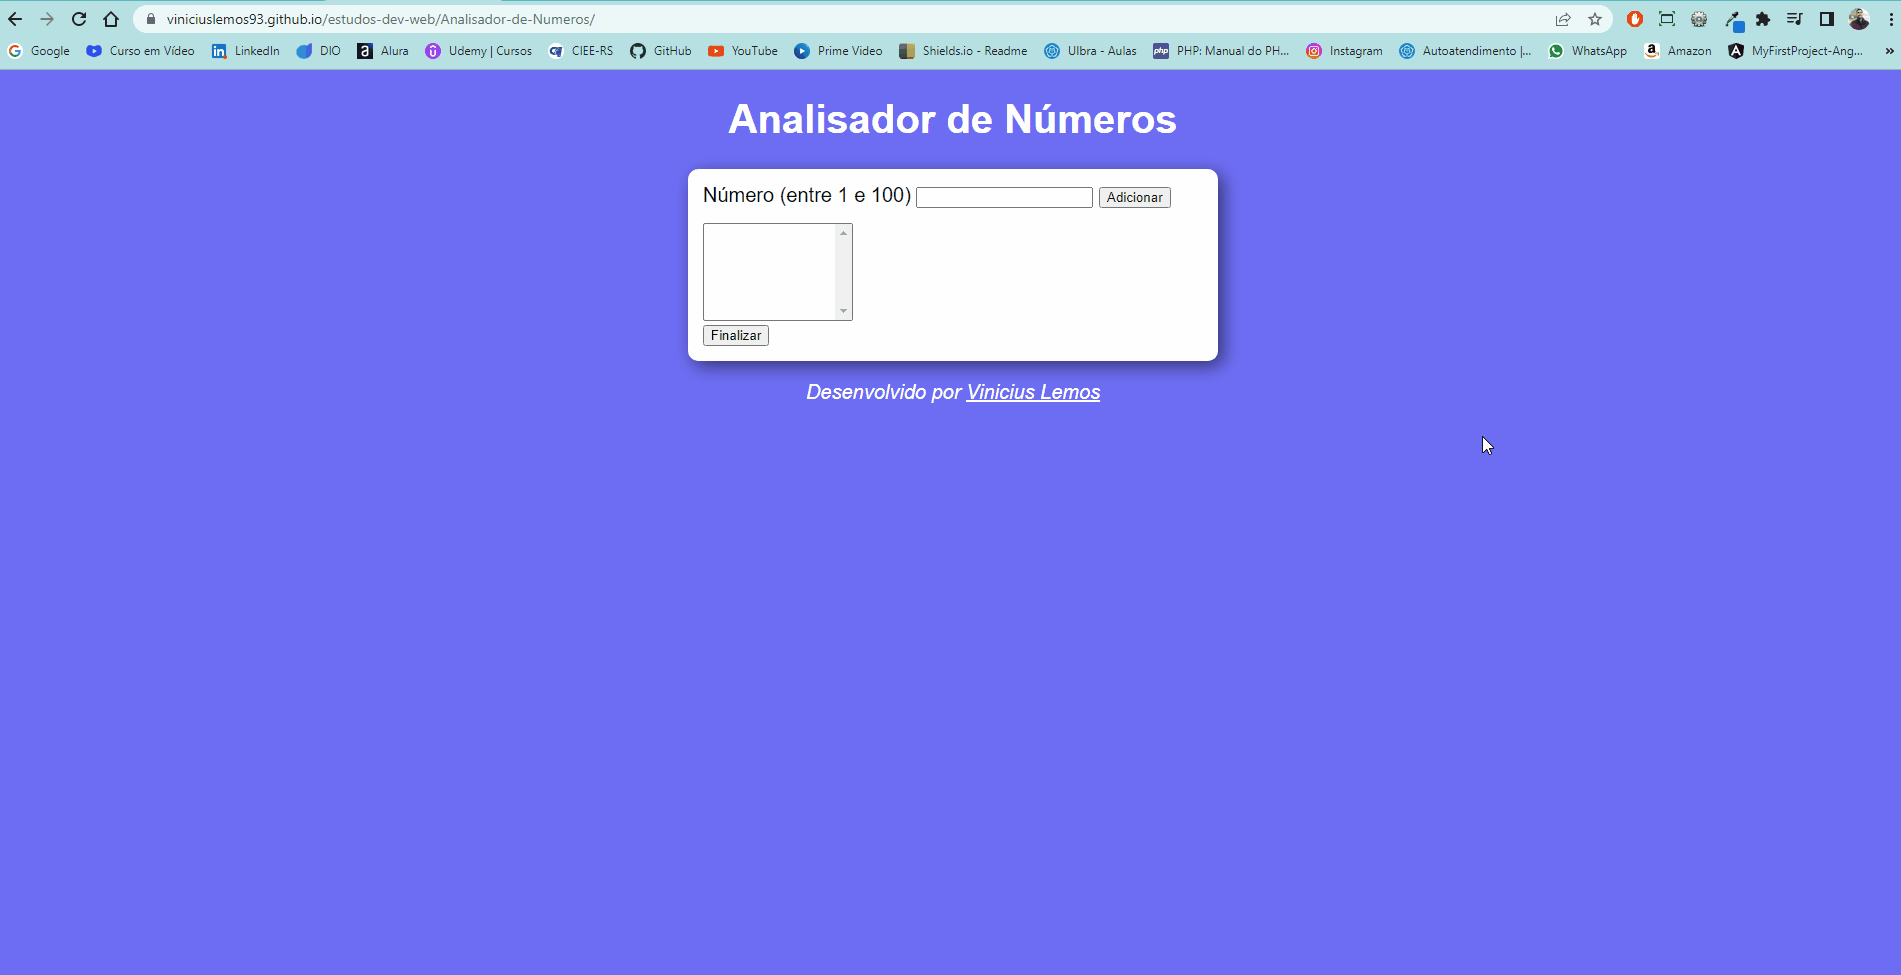 viniciuslemos93.github.io/estudos-dev-web/Analisador-de-Numeros/
Google Curso em Vídeo LinkedIn DIO Alura Udemy | Cursos CIEE-RS GitHub YouTube Prime Video Shields.io - Readme Ulbra - Aulas PHP: Manual do PH... Instagram Autoatendimento |... WhatsApp Amazon MyFirstProject-Ang... »
Analisador de Números
Número (entre 1 e 100) Adicionar
Finalizar
Desenvolvido por Vinicius Lemos